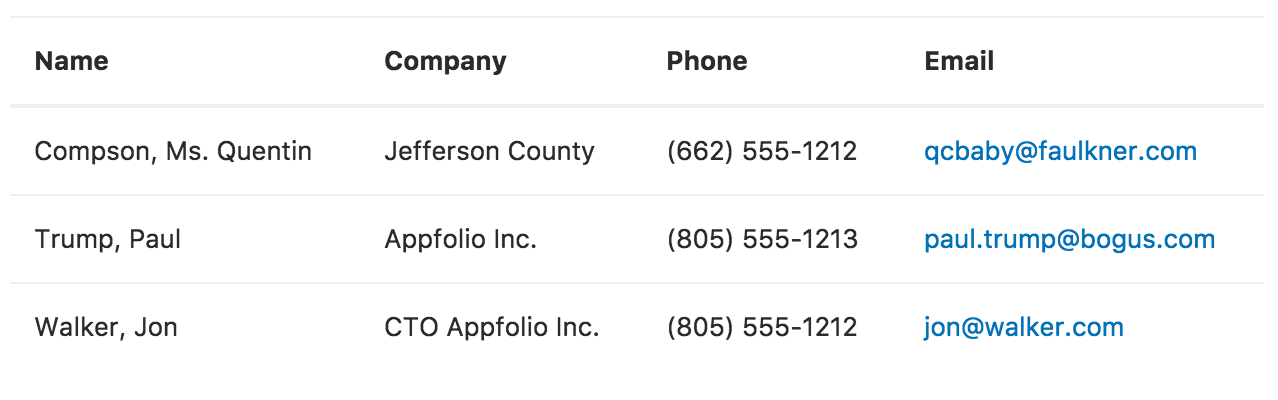 Name Company Phone Email
Compson, Ms. Quentin Jefferson County (662) 555-1212 qcbaby@faulkner.com
Trump, Paul Appfolio Inc. (805) 555-1213 paul.trump@bogus.com
Walker, Jon CTO Appfolio Inc. (805) 555-1212 jon@walker.com